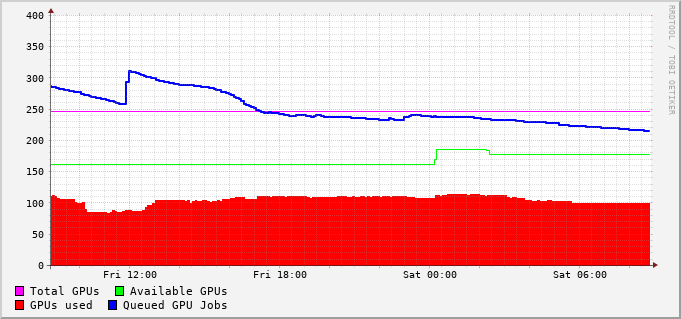 400
350
300
250
200
150
100
50
0
Fri 12:00 Fri 18:00 Sat 00:00 Sat 06:00
Total GPUs Available GPUs
GPUs used Queued GPU Jobs
RRDTOOL / TOBI OETIKER